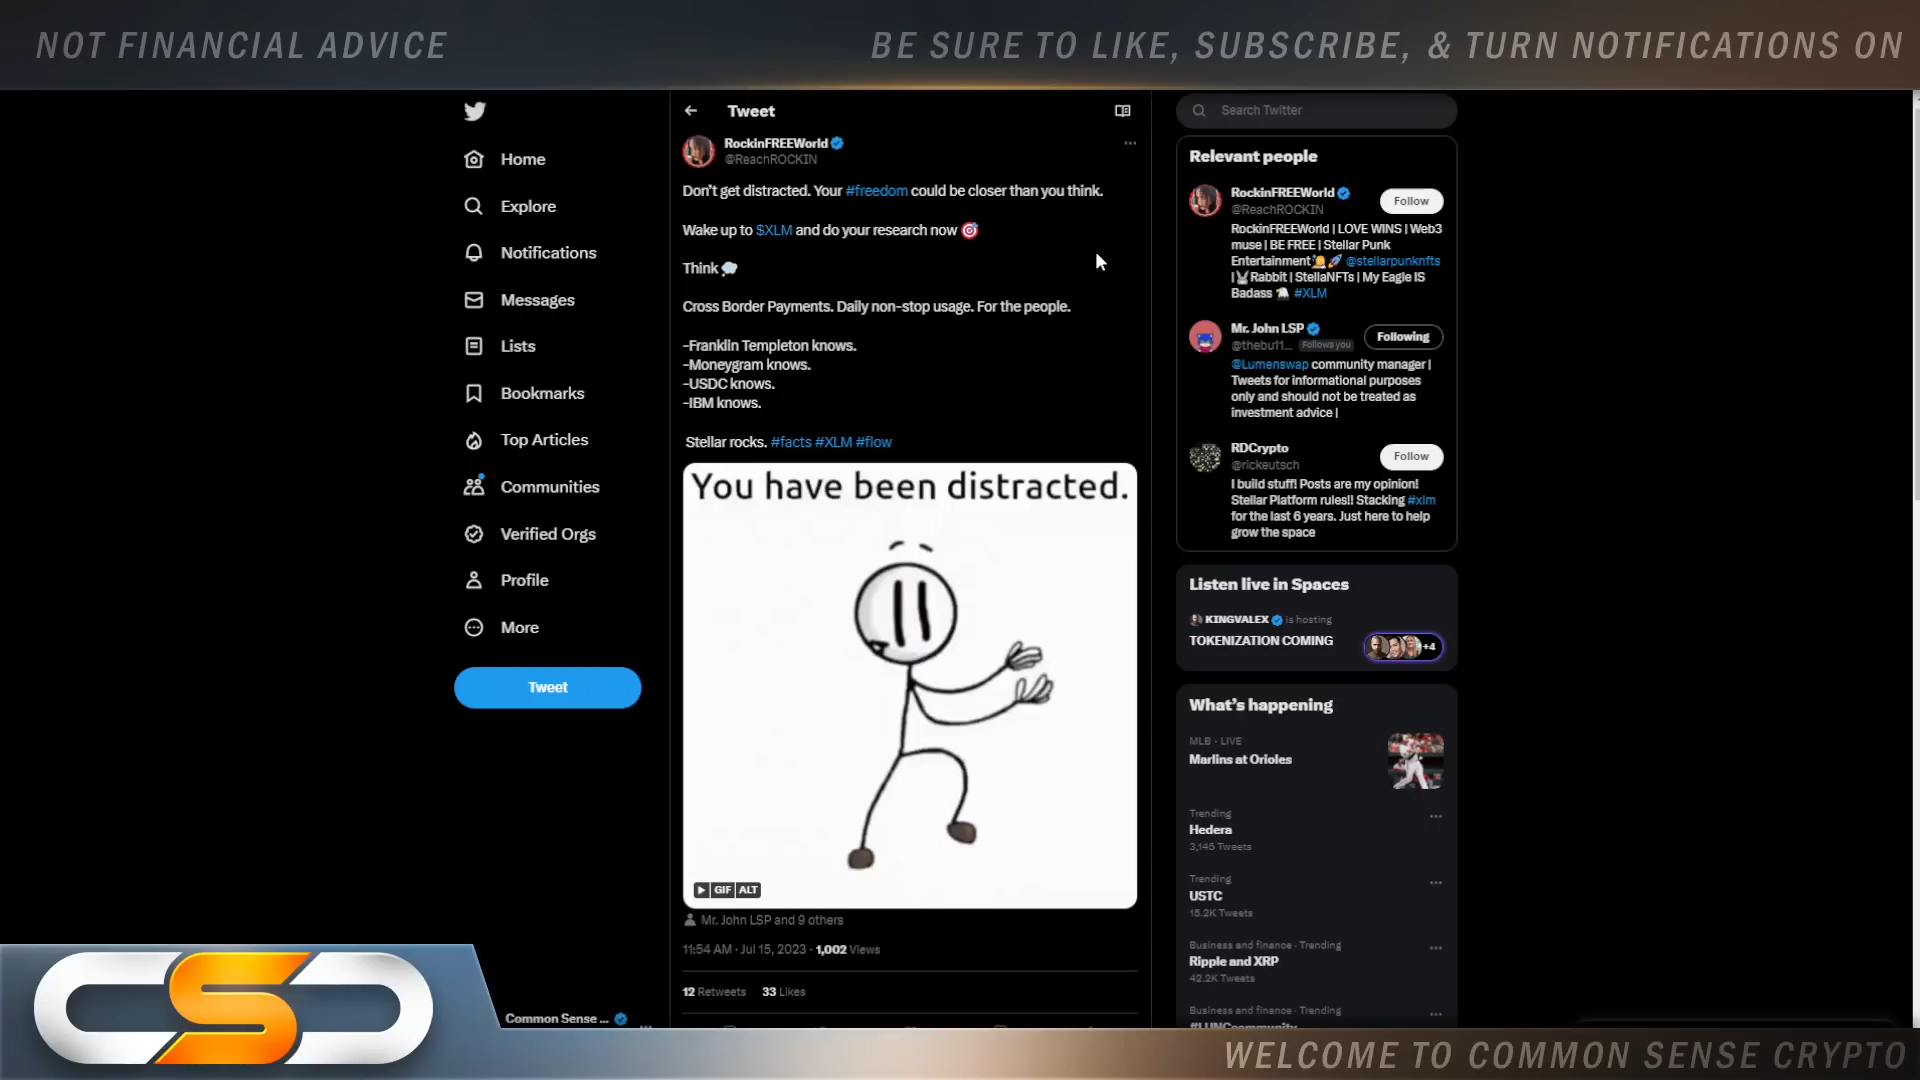 NOT FINANCIAL ADVICE
BE SURE TO LIKE, SUBSCRIBE, & TURN NOTIFICATIONS ON
Home
Explore
Notifications
Messages
Lists
Bookmarks
Top Articles
Communities
Verified Orgs
Profile
More
Tweet
Common Sense ...
Tweet
RockinFREEWorld
@ReachROCKIN
Don't get distracted. Your #freedom could be closer than you think.
Wake up to $XLM and do your research now 🎯
Think 💭
Cross Border Payments. Daily non-stop usage. For the people.
-Franklin Templeton knows.
-Moneygram knows.
-USDC knows.
-IBM knows.
Stellar rocks. #facts #XLM #flow
You have been distracted.
GIF ALT
Mr. John LSP and 9 others
11:54 AM · Jul 15, 2023 · 1,002 Views
12 Retweets 33 Likes
Search Twitter
Relevant people
RockinFREEWorld
@ReachROCKIN
Follow
RockinFREEWorld | LOVE WINS | Web3
muse | BE FREE | Stellar Punk
Entertainment @stellarpunknfts
| Rabbit | StellaNFTs | My Eagle IS
Badass #XLM
Mr. John LSP
@thebu11... Follows you
Following
@Lumenswap community manager |
Tweets for informational purposes
only and should not be treated as
investment advice |
RDCrypto
@rickeutsch
Follow
I build stuff! Posts are my opinion!
Stellar Platform rules!! Stacking #xlm
for the last 6 years. Just here to help
grow the space
Listen live in Spaces
KINGVALEX is hosting
TOKENIZATION COMING
+4
What's happening
MLB · LIVE
Marlins at Orioles
Trending
Hedera
3,145 Tweets
Trending
USTC
15.2K Tweets
Business and finance · Trending
Ripple and XRP
42.2K Tweets
Business and finance · Trending
#LUNCcommunity
CSC
WELCOME TO COMMON SENSE CRYPTO